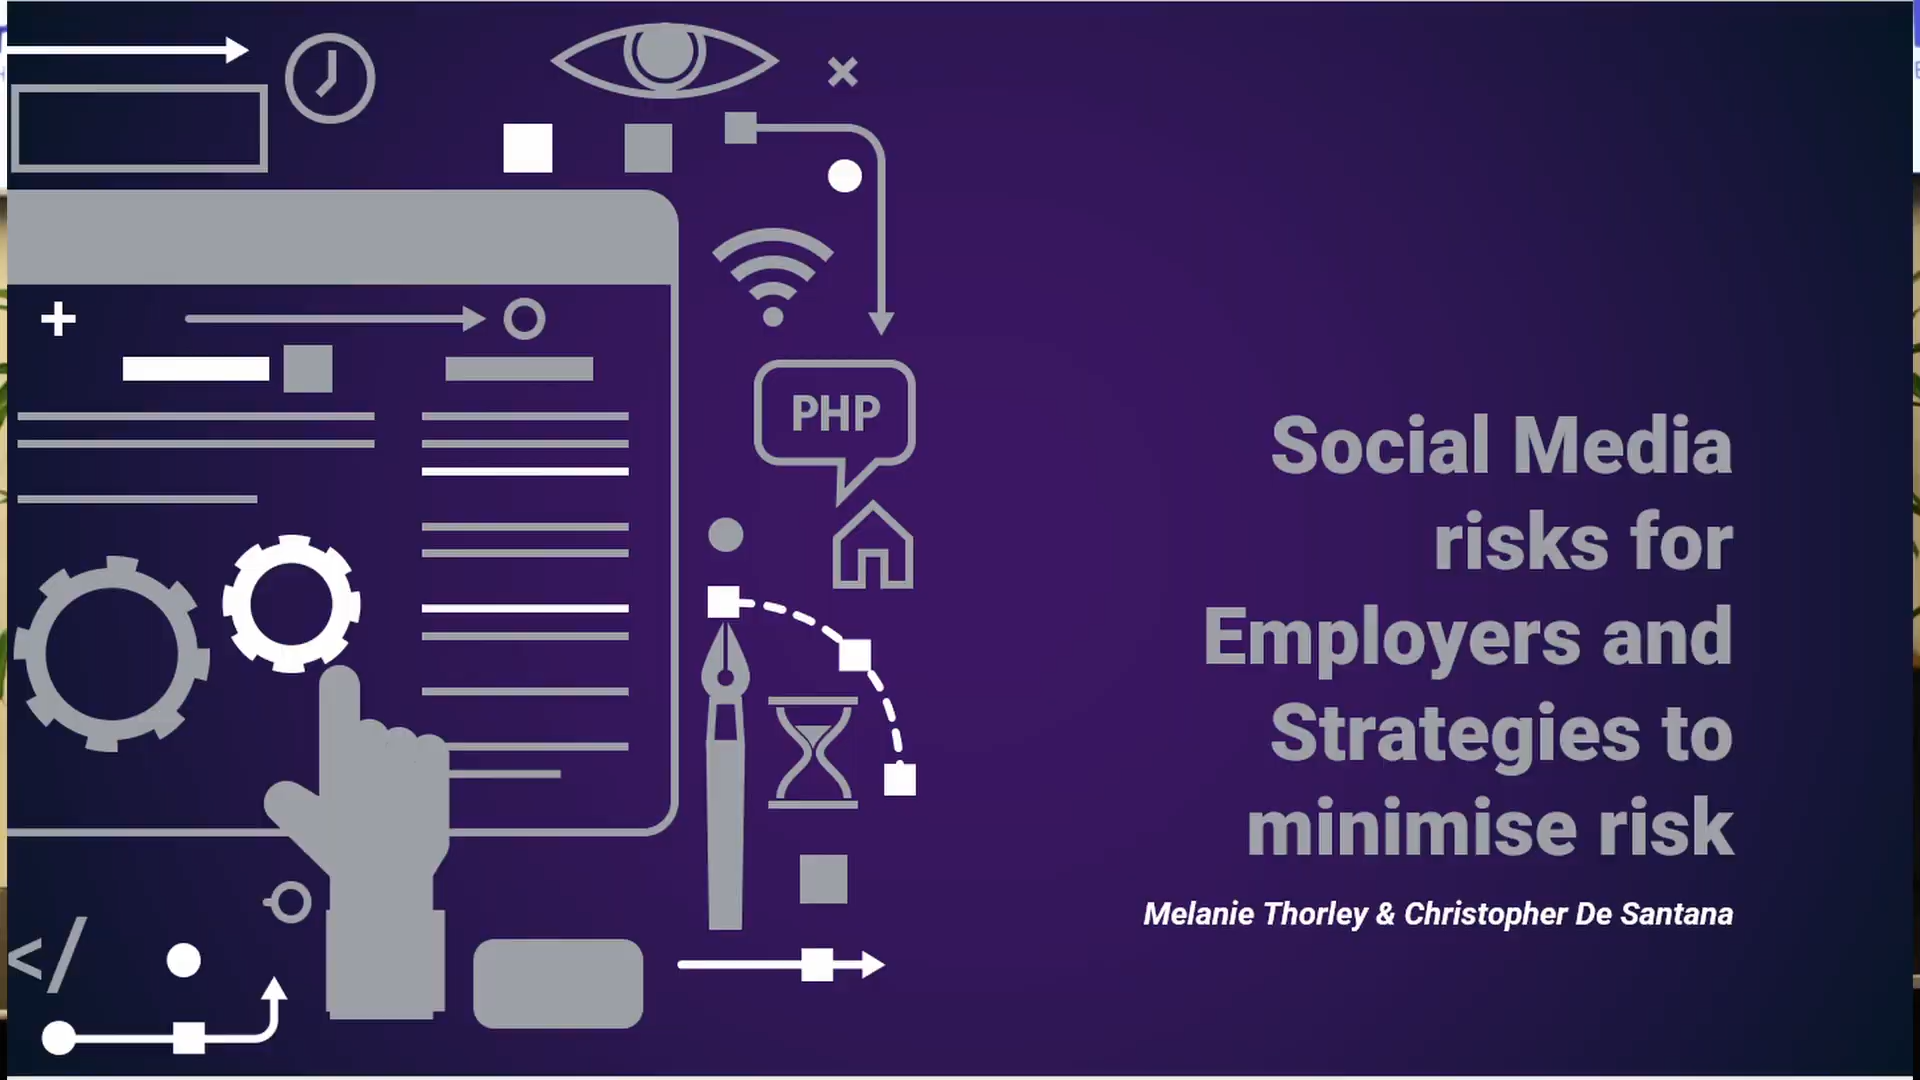 PHP
Social Media
risks for
Employers and
Strategies to
minimise risk
Melanie Thorley & Christopher De Santana
</